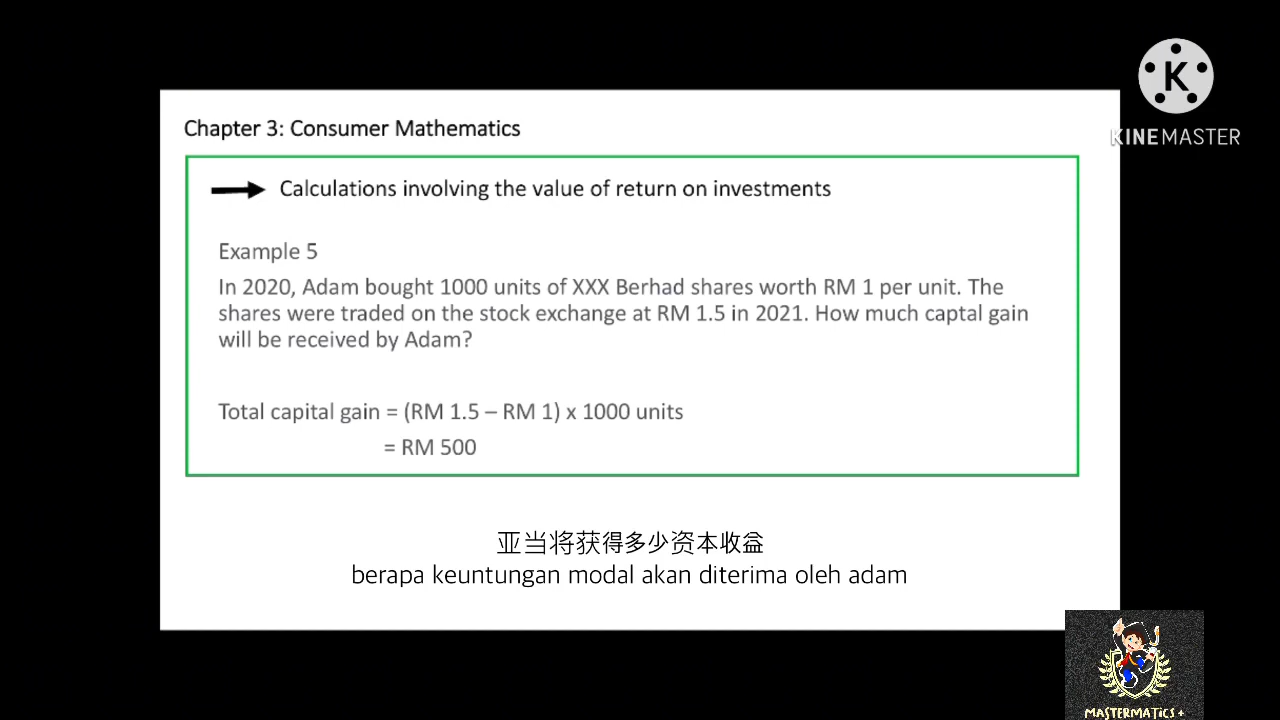 K
KINEMASTER
Chapter 3: Consumer Mathematics
Calculations involving the value of return on investments
Example 5
In 2020, Adam bought 1000 units of XXX Berhad shares worth RM 1 per unit. The
shares were traded on the stock exchange at RM 1.5 in 2021. How much captal gain
will be received by Adam?
Total capital gain = (RM 1.5 – RM 1) x 1000 units
= RM 500
亚当将获得多少资本收益
berapa keuntungan modal akan diterima oleh adam
MASTERMATICS +